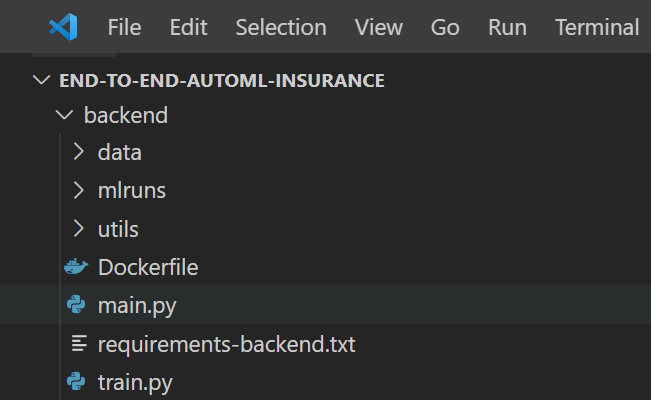 File Edit Selection View Go Run Terminal
END-TO-END-AUTOML-INSURANCE
backend
data
mlruns
utils
Dockerfile
main.py
requirements-backend.txt
train.py